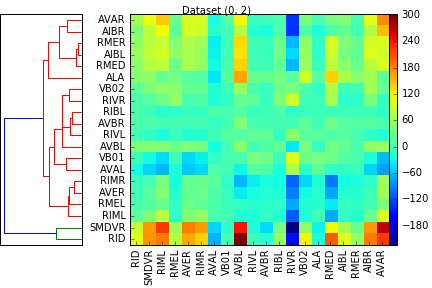 Dataset (0, 2)
AVAR
AIBR
RMER
AIBL
RMED
ALA
VB02
RIVR
RIBL
AVBR
RIVL
AVBL
VB01
AVAL
RIMR
AVER
RMEL
RIML
SMDVR
RID
300
240
180
120
60
0
−60
−120
−180
RID
SMDVR
RIML
RMEL
AVER
RIMR
AVAL
VB01
AVBL
RIVL
AVBR
RIBL
RIVR
VB02
ALA
RMED
AIBL
RMER
AIBR
AVAR